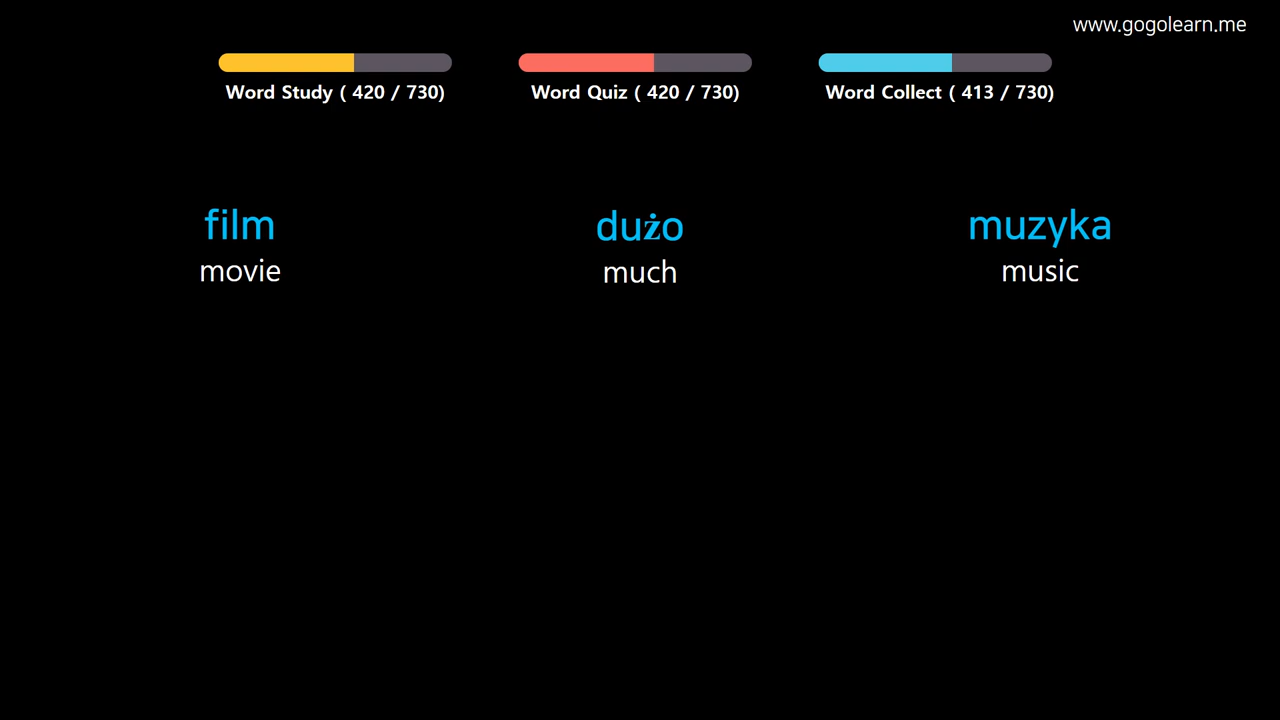 www.gogolearn.me
Word Study ( 420 / 730)
Word Quiz ( 420 / 730)
Word Collect ( 413 / 730)
film
movie
dużo
much
muzyka
music